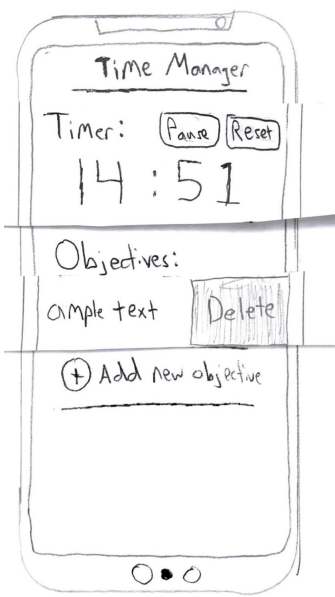 Time Manager
Timer: Pause Reset
14:51
Objectives:
ample text Delete
+ Add new objective